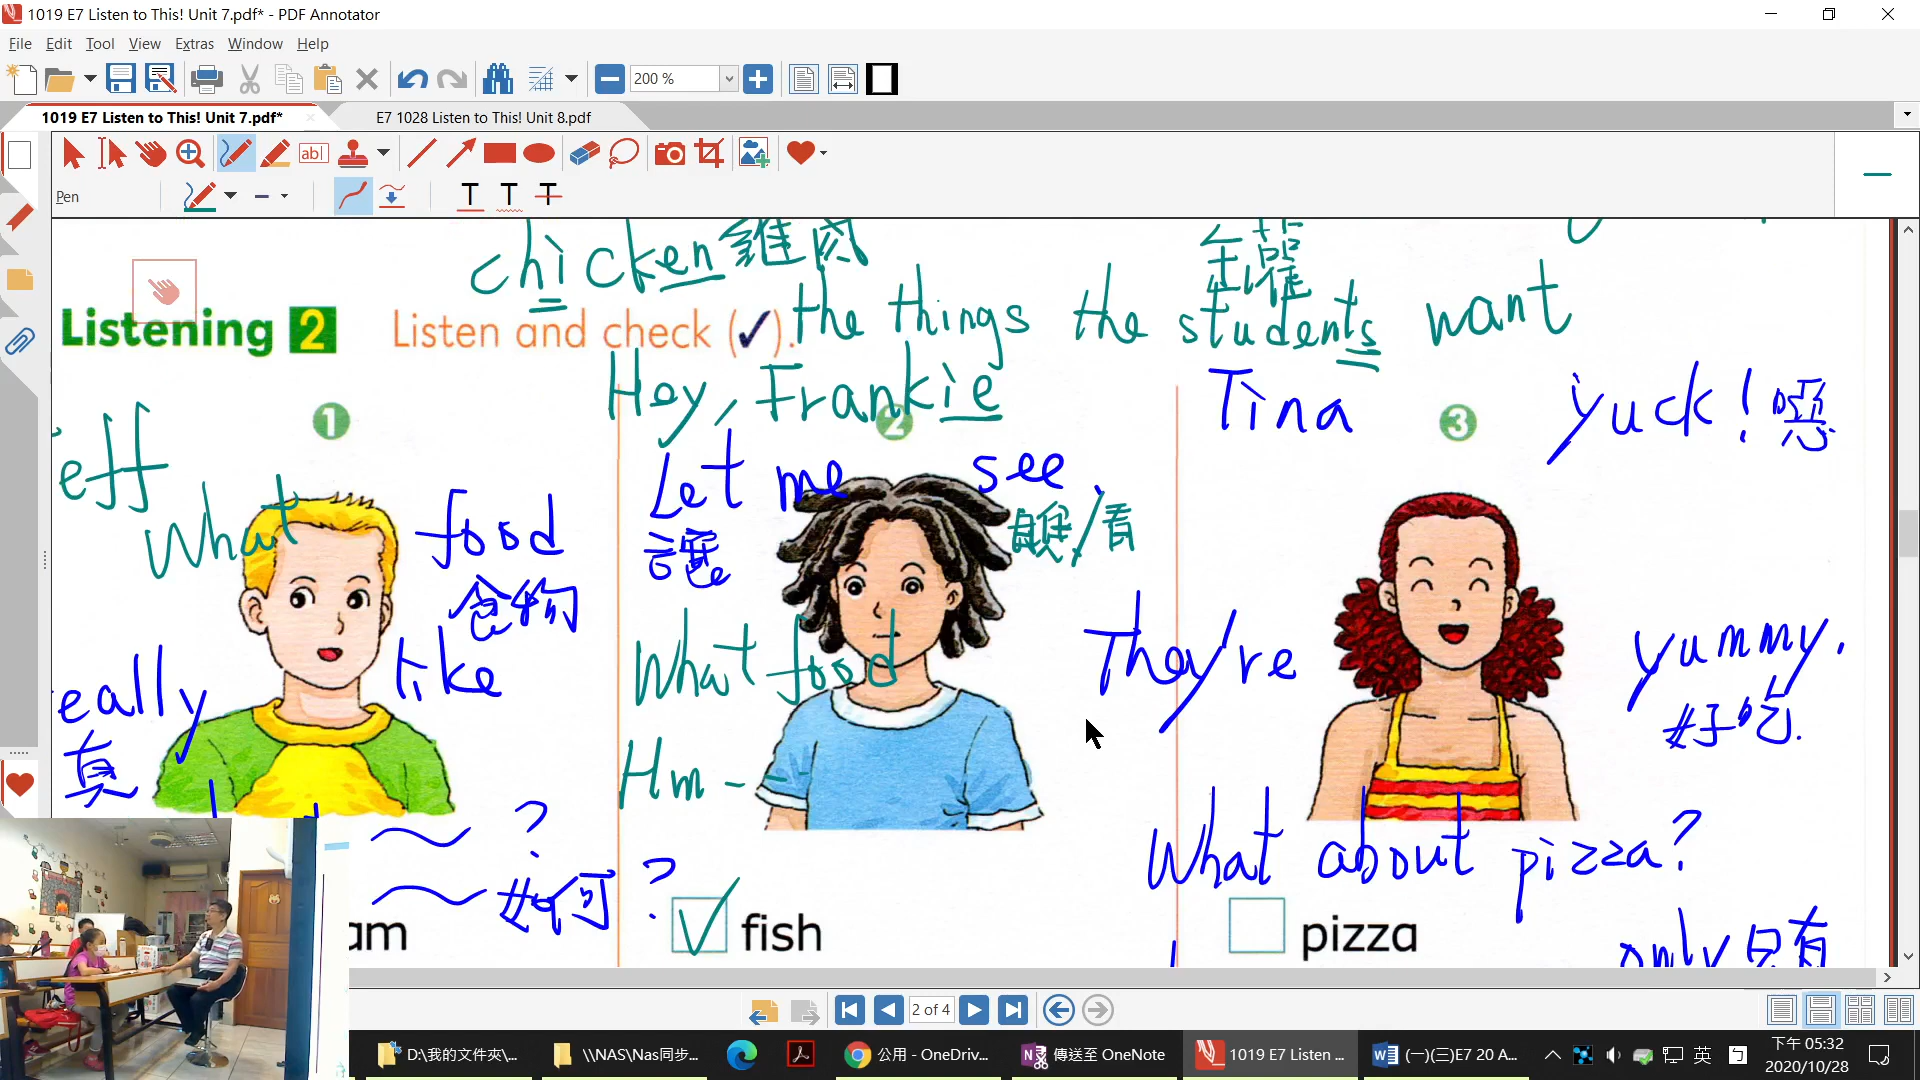 1019 E7 Listen to This! Unit 7.pdf* - PDF Annotator
File Edit Tool View Extras Window Help
200 %
1019 E7 Listen to This! Unit 7.pdf*
E7 1028 Listen to This! Unit 8.pdf
Pen
chicken 雞肉
罐
Listening 2 Listen and check (✓). the things the students want
Hey, Frankie
Tina yuck! 噁
1 2 3
eff
What
food
食物
Let me see.
讓
/看
eally
真
like
What food
They're
yummy.
好吃.
Hm - -
~ ?
~ 如何?
What about pizza?
only 只有
am
✓ fish
pizza
2 of 4
D:\我的文件夾\...
\\NAS\Nas同步...
公用 - OneDriv...
傳送至 OneNote
1019 E7 Listen ...
(一)(三)E7 20 A...
英
下午 05:32
2020/10/28